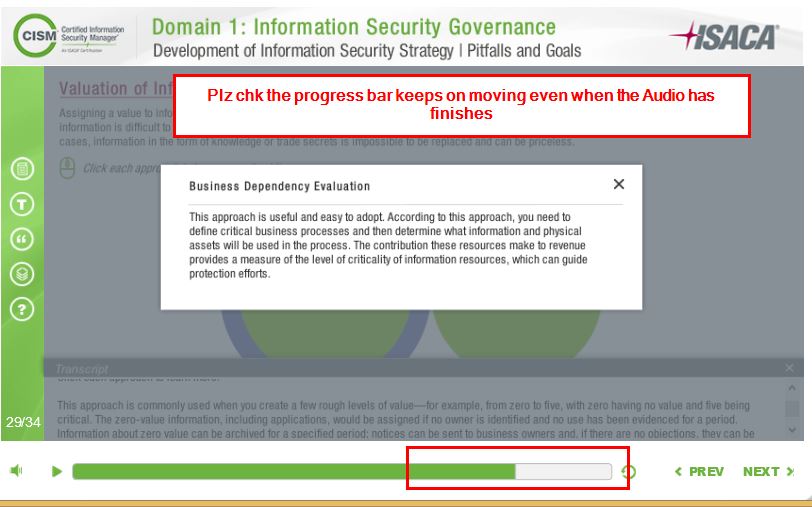 CISM
Certified Information
Security Manager®
An ISACA® Certification
Domain 1: Information Security Governance
Development of Information Security Strategy | Pitfalls and Goals
ISACA®
Valuation of Inf
Plz chk the progress bar keeps on moving even when the Audio has
finishes
Assigning a value to info
information is difficult to
cases, information in the form of knowledge or trade secrets is impossible to be replaced and can be priceless.
Click each appro
Business Dependency Evaluation
This approach is useful and easy to adopt. According to this approach, you need to
define critical business processes and then determine what information and physical
assets will be used in the process. The contribution these resources make to revenue
provides a measure of the level of criticality of information resources, which can guide
protection efforts.
Transcript
Click each approach to learn more.
This approach is commonly used when you create a few rough levels of value—for example, from zero to five, with zero having no value and five being
critical. The zero-value information, including applications, would be assigned if no owner is identified and no use has been evidenced for a period.
Information about zero value can be archived for a specified period; notices can be sent to business owners and, if there are no objections, they can be
29/34
PREV
NEXT